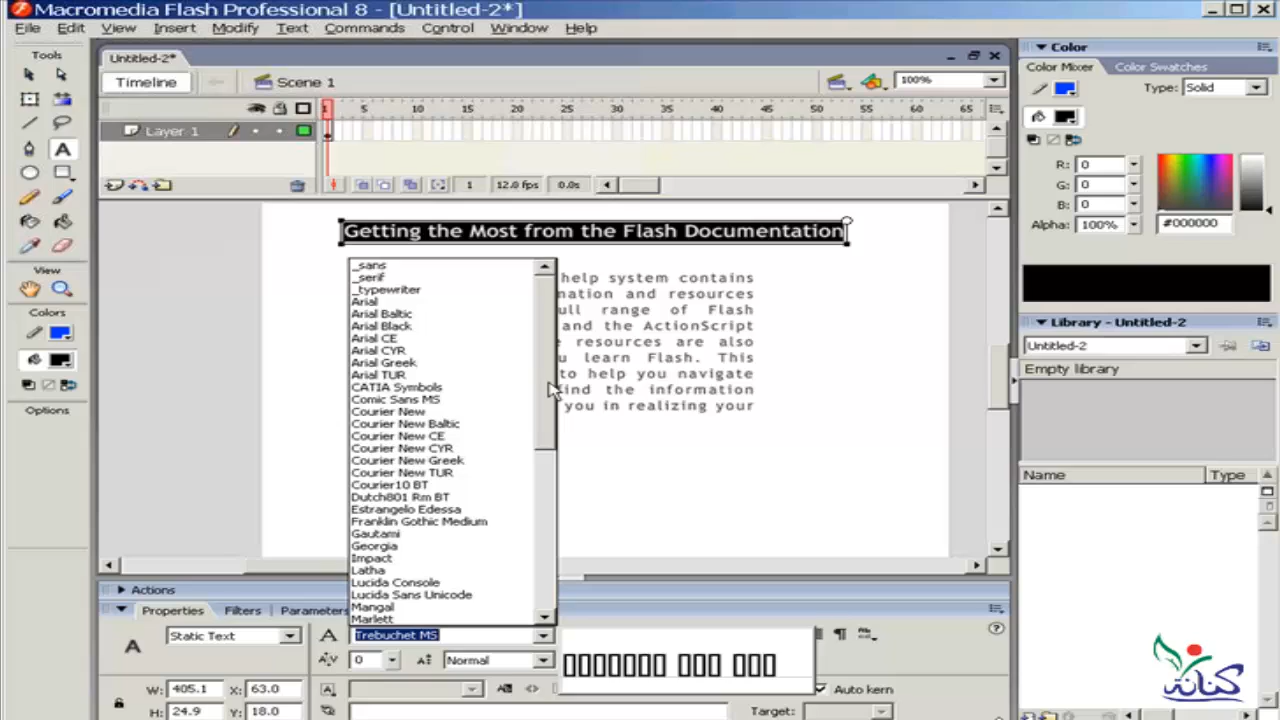 Macromedia Flash Professional 8 - [Untitled-2*]
File Edit View Insert Modify Text Commands Control Window Help
Tools
Untitled-2*
Timeline
Scene 1
100%
5 10 15 20 25 30 35 40 45 50 55 60 65
Layer 1
1 12.0 fps 0.0s
View
Colors
Options
Getting the Most from the Flash Documentation
help system contains
nation and resources
ull range of Flash
and the ActionScript
e resources are also
u learn Flash. This
to help you navigate
find the information
you in realizing your
_sans
_serif
_typewriter
Arial
Arial Baltic
Arial Black
Arial CE
Arial CYR
Arial Greek
Arial TUR
CATIA Symbols
Comic Sans MS
Courier New
Courier New Baltic
Courier New CE
Courier New CYR
Courier New Greek
Courier New TUR
Courier10 BT
Dutch801 Rm BT
Estrangelo Edessa
Franklin Gothic Medium
Gautami
Georgia
Impact
Latha
Lucida Console
Lucida Sans Unicode
Mangal
Marlett
Trebuchet MS
Actions
Properties Filters Parameters
A Static Text A
A/V 0 Normal
W: 405.1 X: 63.0
H: 24.9 Y: 18.0
Auto kern
Target:
Color
Color Mixer Color Swatches
Type: Solid
R: 0
G: 0
B: 0
Alpha: 100% #000000
Library - Untitled-2
Untitled-2
Empty library
Name Type
كنانة